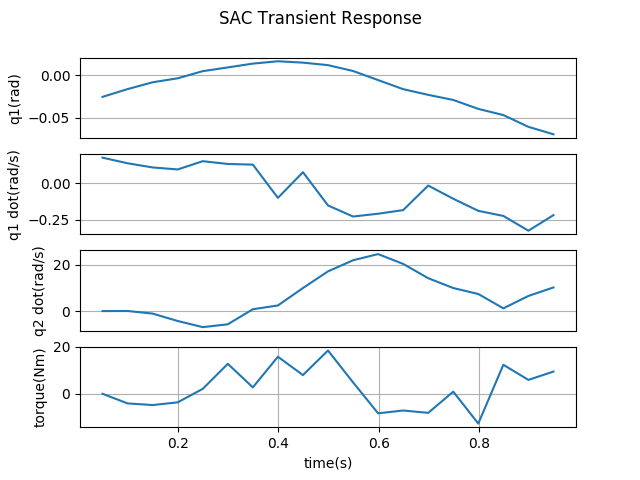 SAC Transient Response
q1(rad)
0.00
−0.05
q1 dot(rad/s)
0.00
−0.25
q2 dot(rad/s)
20
0
torque(Nm)
20
0
0.2 0.4 0.6 0.8
time(s)